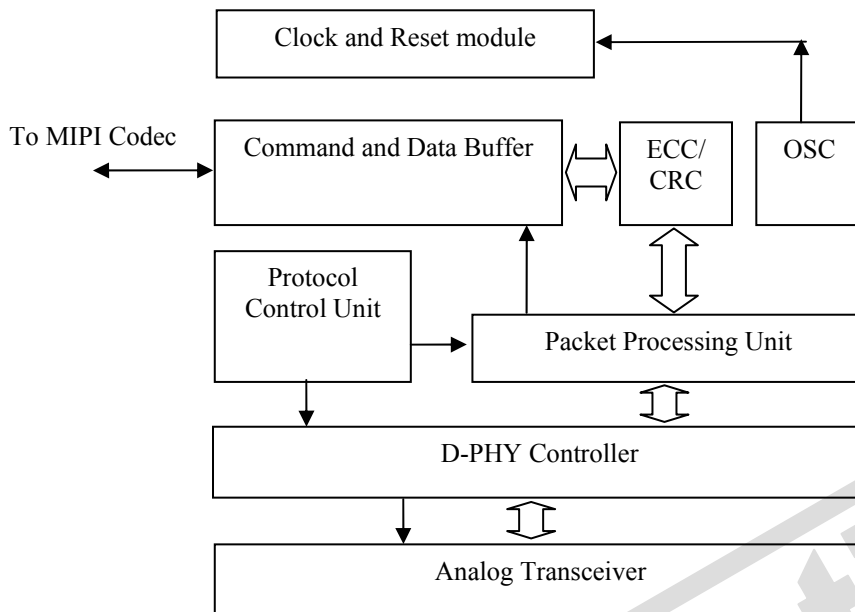 Clock and Reset module
To MIPI Codec
Command and Data Buffer
ECC/
CRC
OSC
Protocol
Control Unit
Packet Processing Unit
D-PHY Controller
Analog Transceiver